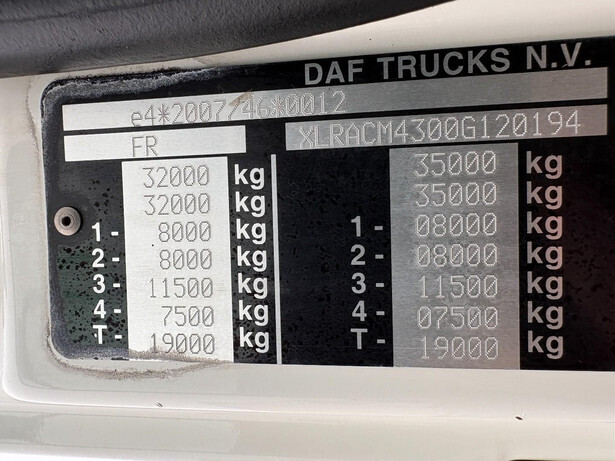 DAF TRUCKS N.V.
e4*2007/46*0012
FR XLRACM4300G120194
32000 kg 35000 kg
32000 kg 35000 kg
1- 8000 kg 1- 08000 kg
2- 8000 kg 2- 08000 kg
3- 11500 kg 3- 11500 kg
4- 7500 kg 4- 07500 kg
T- 19000 kg T- 19000 kg